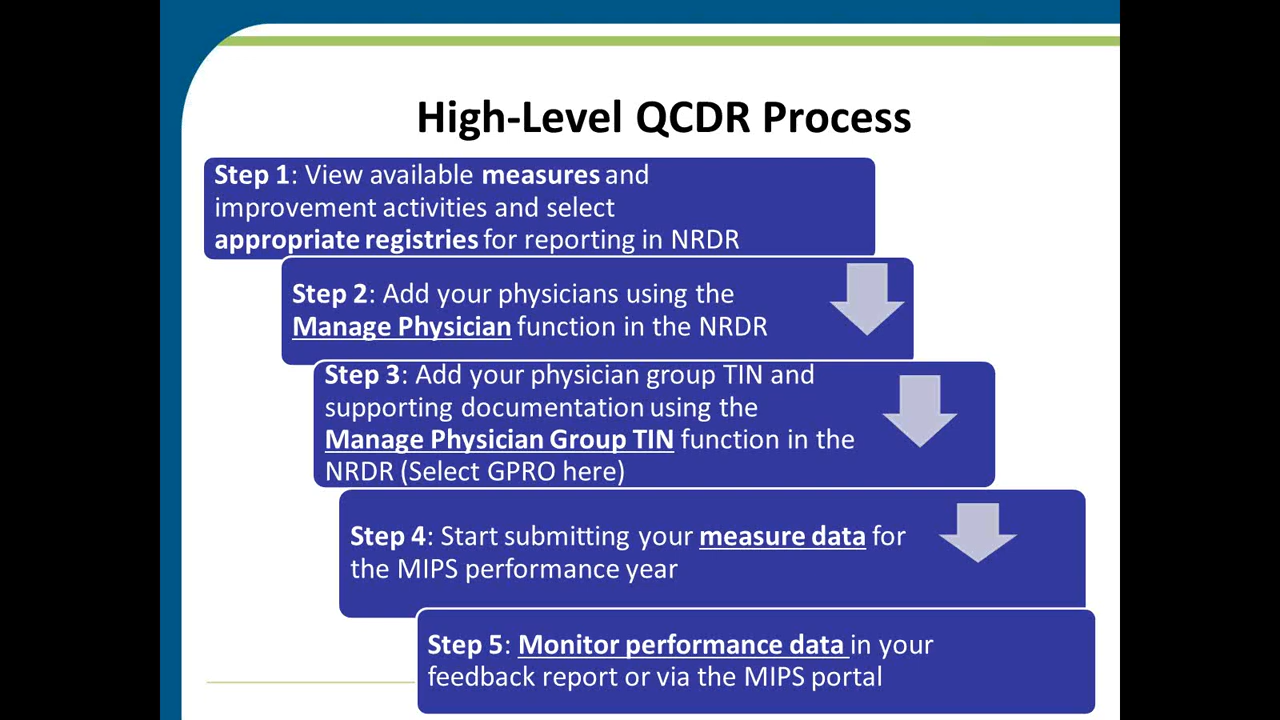 High-Level QCDR Process
Step 1: View available measures and
improvement activities and select
appropriate registries for reporting in NRDR
Step 2: Add your physicians using the
Manage Physician function in the NRDR
Step 3: Add your physician group TIN and
supporting documentation using the
Manage Physician Group TIN function in the
NRDR (Select GPRO here)
Step 4: Start submitting your measure data for
the MIPS performance year
Step 5: Monitor performance data in your
feedback report or via the MIPS portal